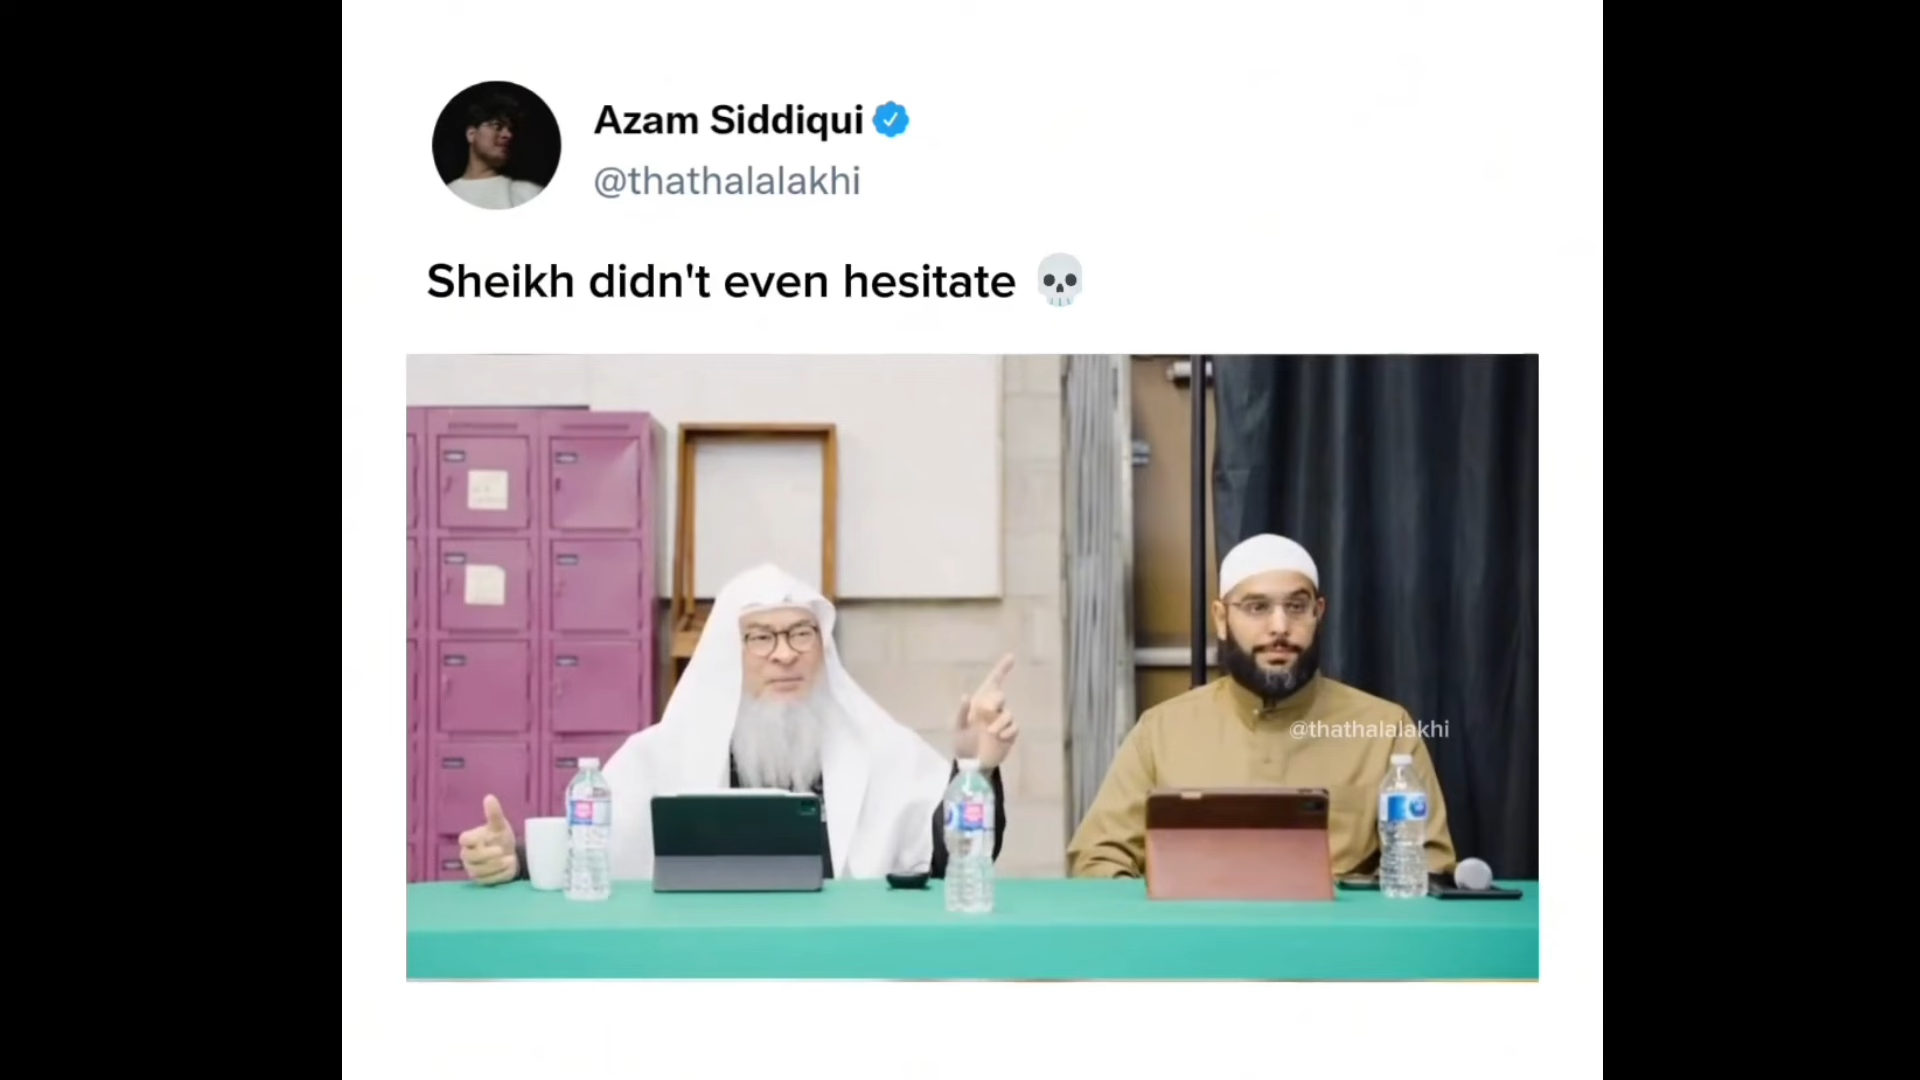 Azam Siddiqui
@thathalalakhi
Sheikh didn't even hesitate 💀
@thathalalakhi